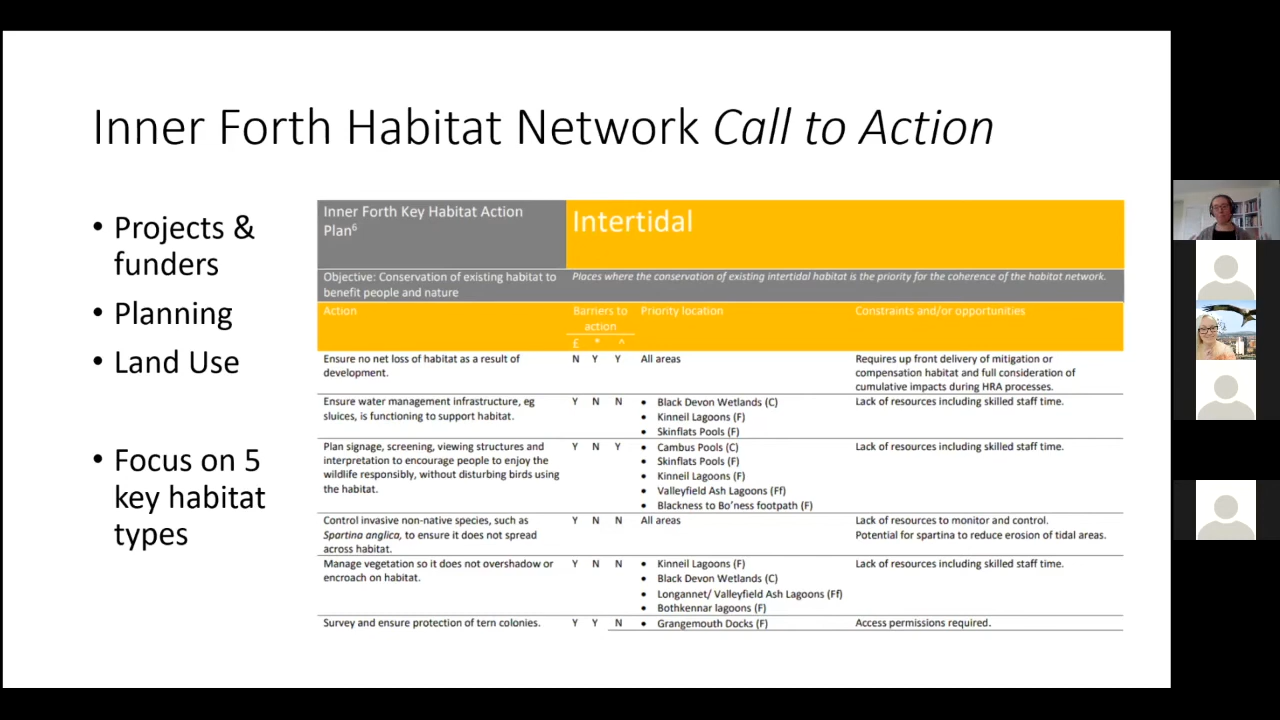 Inner Forth Habitat Network Call to Action
• Projects &
funders
• Planning
• Land Use
• Focus on 5
key habitat
types
Inner Forth Key Habitat Action
Plan⁶
Intertidal
Objective: Conservation of existing habitat to
benefit people and nature
Places where the conservation of existing intertidal habitat is the priority for the coherence of the habitat network.
Action
Barriers to
action
£ * ^
Priority location
Constraints and/or opportunities
Ensure no net loss of habitat as a result of
development.
N Y Y
All areas
Requires up front delivery of mitigation or
compensation habitat and full consideration of
cumulative impacts during HRA processes.
Ensure water management infrastructure, eg
sluices, is functioning to support habitat.
Y N N
• Black Devon Wetlands (C)
• Kinneil Lagoons (F)
• Skinflats Pools (F)
Lack of resources including skilled staff time.
Plan signage, screening, viewing structures and
interpretation to encourage people to enjoy the
wildlife responsibly, without disturbing birds using
the habitat.
Y N Y
• Cambus Pools (C)
• Skinflats Pools (F)
• Kinneil Lagoons (F)
• Valleyfield Ash Lagoons (Ff)
• Blackness to Bo’ness footpath (F)
Lack of resources including skilled staff time.
Control invasive non-native species, such as
Spartina anglica, to ensure it does not spread
across habitat.
Y N N
All areas
Lack of resources to monitor and control.
Potential for spartina to reduce erosion of tidal areas.
Manage vegetation so it does not overshadow or
encroach on habitat.
Y N N
• Kinneil Lagoons (F)
• Black Devon Wetlands (C)
• Longannet/ Valleyfield Ash Lagoons (Ff)
• Bothkennar lagoons (F)
Lack of resources including skilled staff time.
Survey and ensure protection of tern colonies.
Y Y N
• Grangemouth Docks (F)
Access permissions required.